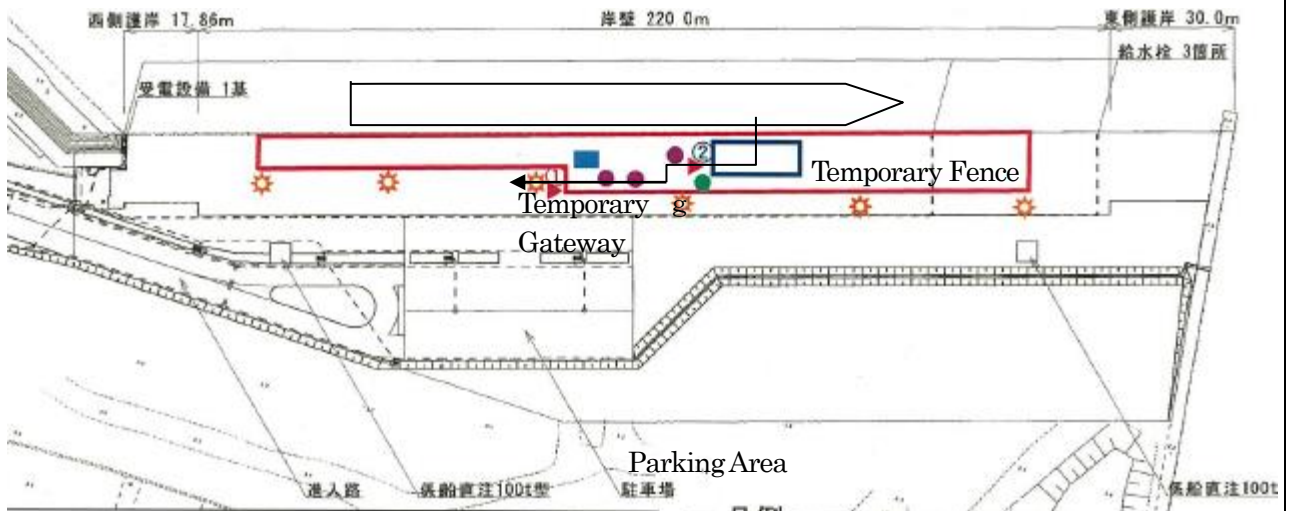 西側護岸 17.86m
岸壁 220.0m
東側護岸 30.0m
給水栓 3箇所
受電設備 1基
②
Temporary Fence
①
Temporary g
Gateway
Parking Area
進入路
係船直注100t型
駐車場
係船直注100t